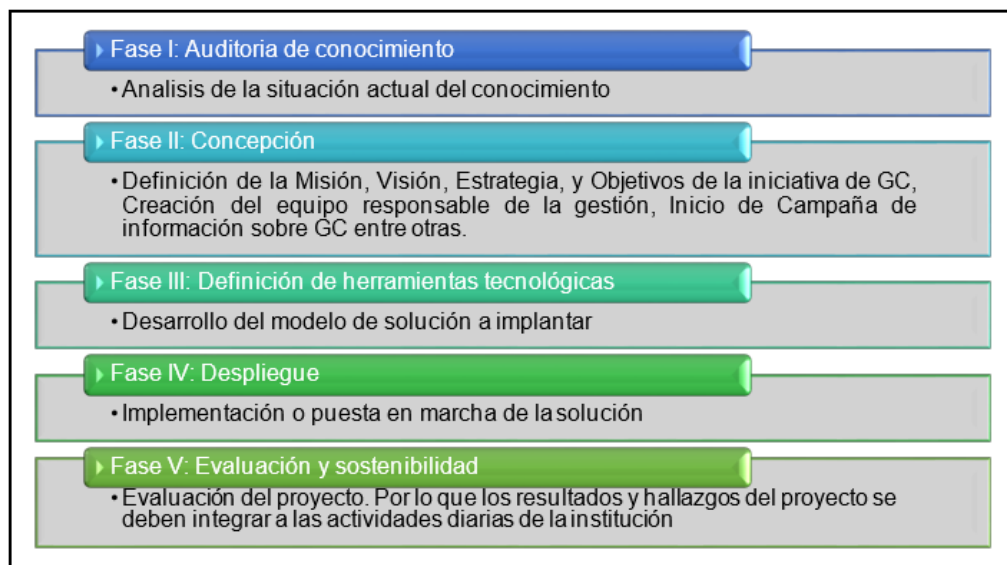 Fase I: Auditoria de conocimiento
•Analisis de la situación actual del conocimiento
Fase II: Concepción
•Definición de la Misión, Visión, Estrategia, y Objetivos de la iniciativa de GC,
Creación del equipo responsable de la gestión, Inicio de Campaña de
información sobre GC entre otras.
Fase III: Definición de herramientas tecnológicas
•Desarrollo del modelo de solución a implantar
Fase IV: Despliegue
•Implementación o puesta en marcha de la solución
Fase V: Evaluación y sostenibilidad
•Evaluación del proyecto. Por lo que los resultados y hallazgos del proyecto se
deben integrar a las actividades diarias de la institución